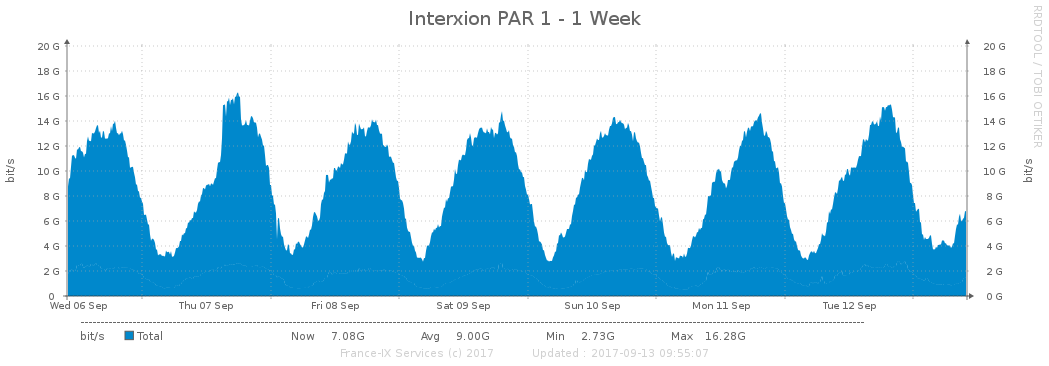 Interxion PAR 1 - 1 Week
RRDTOOL / TOBI OETIKER
bit/s
20 G 20 G
18 G 18 G
16 G 16 G
14 G 14 G
12 G 12 G
10 G 10 G
8 G 8 G
6 G 6 G
4 G 4 G
2 G 2 G
0 0 G
bit/s
Wed 06 Sep Thu 07 Sep Fri 08 Sep Sat 09 Sep Sun 10 Sep Mon 11 Sep Tue 12 Sep
bit/s Total Now 7.08G Avg 9.00G Min 2.73G Max 16.28G
France-IX Services (c) 2017 Updated : 2017-09-13 09:55:07